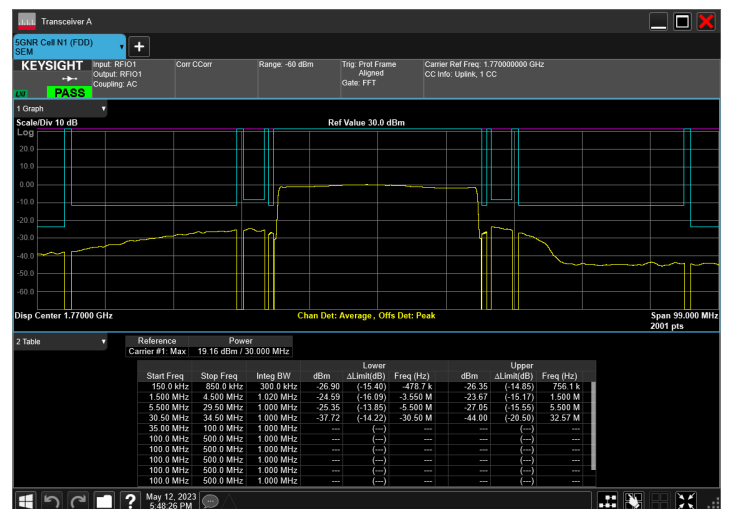 Transceiver A
5GNR Cell N1 (FDD)
SEM
+
KEYSIGHT
LXI
PASS
Input: RFIO1
Output: RFIO1
Coupling: AC
Corr CCorr
Range: -60 dBm
Trig: Prot Frame
Aligned
Gate: FFT
Carrier Ref Freq: 1.770000000 GHz
CC Info: Uplink, 1 CC
1 Graph
Scale/Div 10 dB
Ref Value 30.0 dBm
Log
20.0
10.0
0.00
-10.0
-20.0
-30.0
-40.0
-50.0
-60.0
Disp Center 1.77000 GHz
Chan Det: Average, Offs Det: Peak
Span 99.000 MHz
2001 pts
2 Table
Reference Power
Carrier #1: Max 19.16 dBm / 30.000 MHz
Lower Upper
Start Freq Stop Freq Integ BW dBm ΔLimit(dB) Freq (Hz) dBm ΔLimit(dB) Freq (Hz)
150.0 kHz 850.0 kHz 300.0 kHz -26.90 (-15.40) -478.7 k -26.35 (-14.85) 756.1 k
1.500 MHz 4.500 MHz 1.020 MHz -24.59 (-16.09) -3.550 M -23.67 (-15.17) 1.500 M
5.500 MHz 29.50 MHz 1.000 MHz -25.35 (-13.85) -5.500 M -27.05 (-15.55) 5.500 M
30.50 MHz 34.50 MHz 1.000 MHz -37.72 (-14.22) -30.50 M -44.00 (-20.50) 32.57 M
35.00 MHz 100.0 MHz 1.000 MHz --- (---) --- --- (---) ---
100.0 MHz 500.0 MHz 1.000 MHz --- (---) --- --- (---) ---
100.0 MHz 500.0 MHz 1.000 MHz --- (---) --- --- (---) ---
100.0 MHz 500.0 MHz 1.000 MHz --- (---) --- --- (---) ---
100.0 MHz 500.0 MHz 1.000 MHz --- (---) --- --- (---) ---
100.0 MHz 500.0 MHz 1.000 MHz --- (---) --- --- (---) ---
?
May 12, 2023
5:48:26 PM